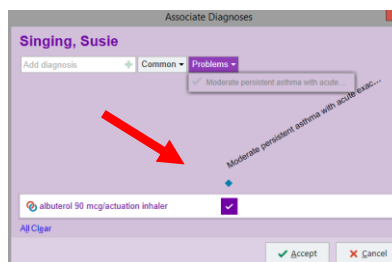 Associate Diagnoses
Singing, Susie
Add diagnosis Common Problems
Moderate persistent asthma with acute...
Moderate persistent asthma with acute exac...
albuterol 90 mcg/actuation inhaler
All Clear
Accept Cancel